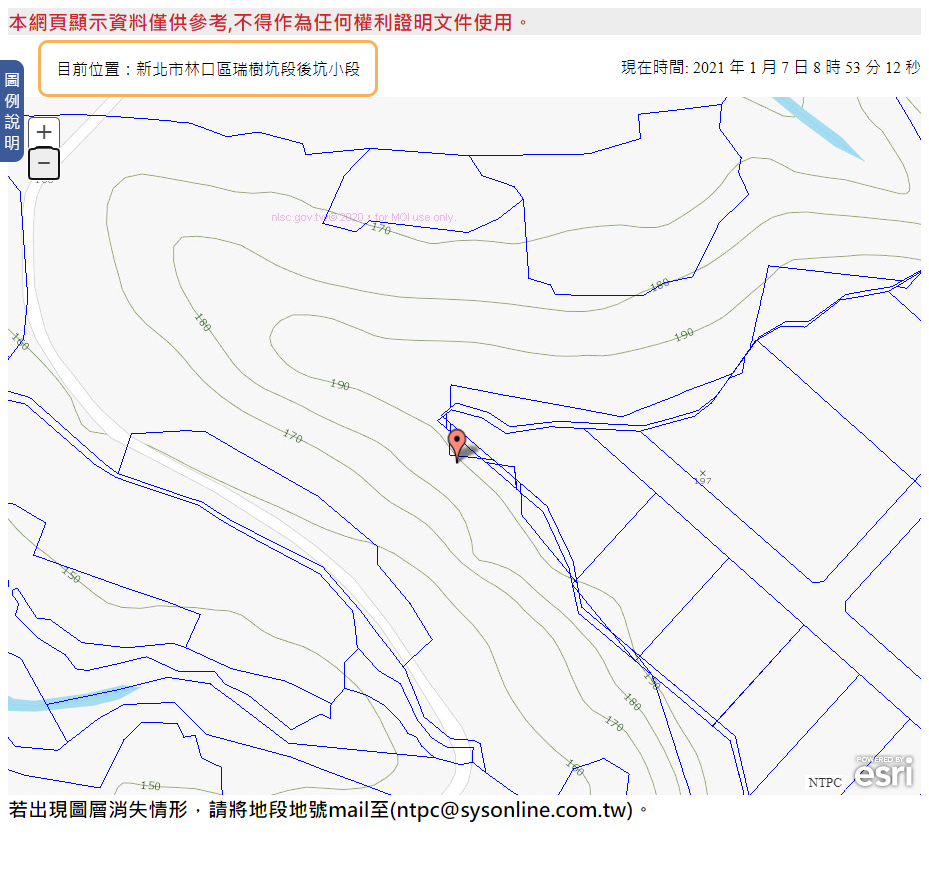 本網頁顯示資料僅供參考,不得作為任何權利證明文件使用。
目前位置：新北市林口區瑞樹坑段後坑小段
現在時間: 2021 年 1 月 7 日 8 時 53 分 12 秒
圖例說明
+
−
nlsc.gov.tw © 2020，for MOI use only.
170
180
180
190
160
190
170
×
197
150
190
180
170
160
150
POWERED BY
esri
NTPC
若出現圖層消失情形，請將地段地號mail至(ntpc@sysonline.com.tw)。